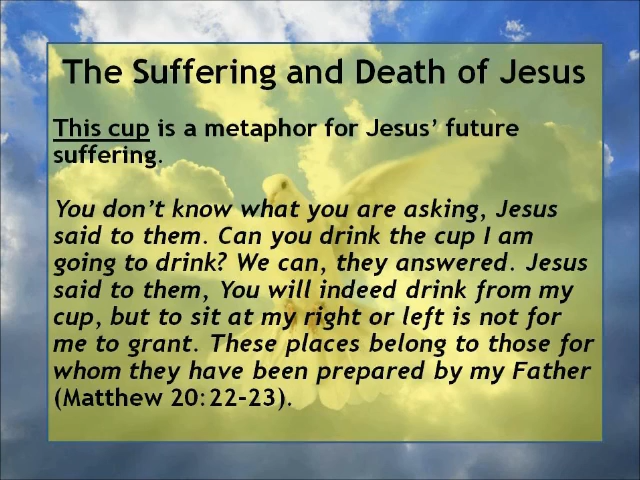 The Suffering and Death of Jesus
This cup is a metaphor for Jesus’ future
suffering.
You don’t know what you are asking, Jesus
said to them. Can you drink the cup I am
going to drink? We can, they answered. Jesus
said to them, You will indeed drink from my
cup, but to sit at my right or left is not for
me to grant. These places belong to those for
whom they have been prepared by my Father
(Matthew 20:22-23).